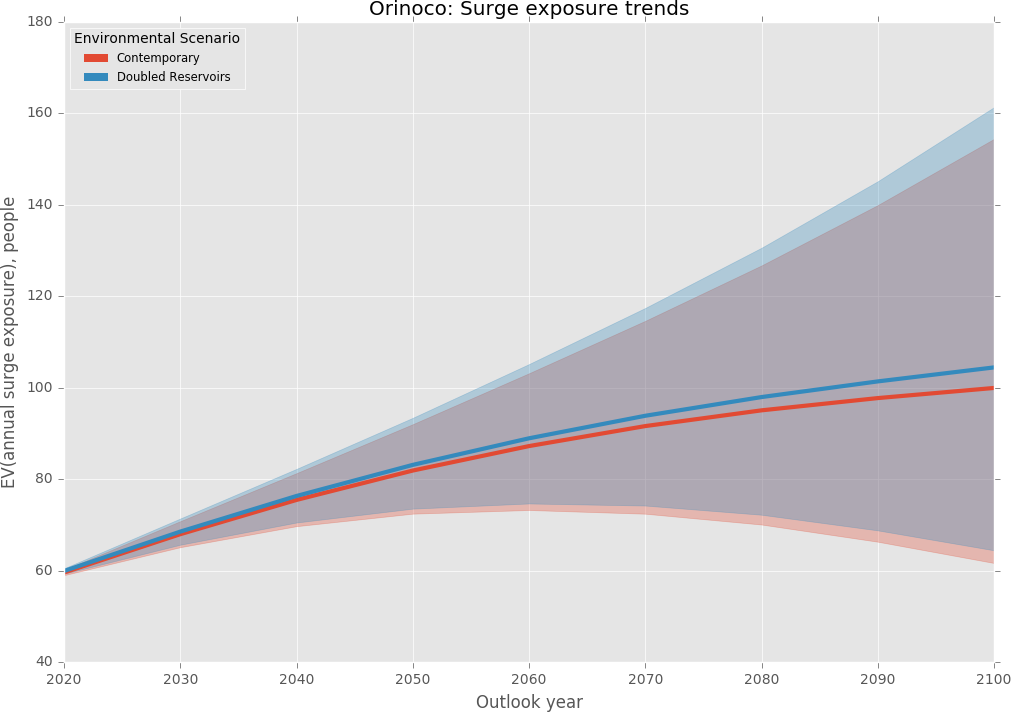 Orinoco: Surge exposure trends
Environmental Scenario
Contemporary
Doubled Reservoirs
EV(annual surge exposure), people
180
160
140
120
100
80
60
40
2020 2030 2040 2050 2060 2070 2080 2090 2100
Outlook year